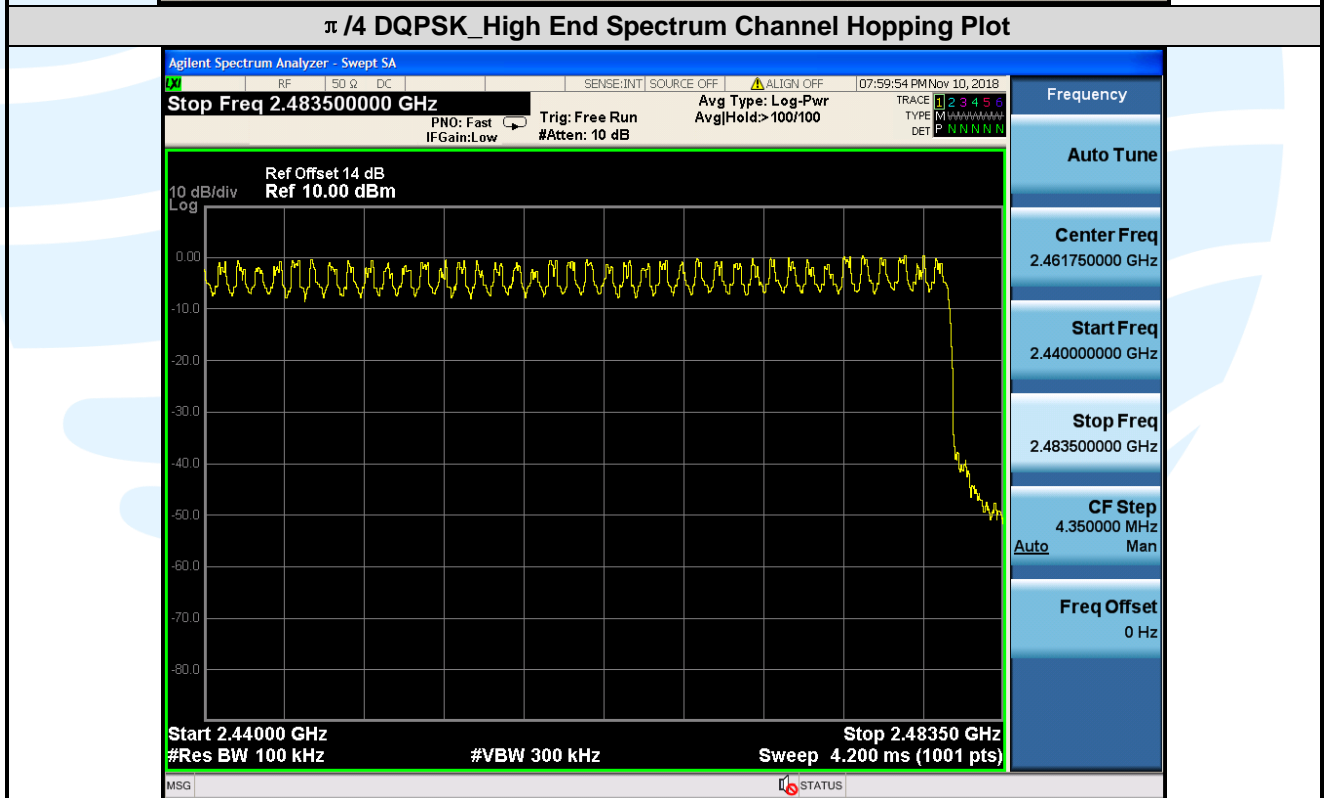 π/4 DQPSK_High End Spectrum Channel Hopping Plot
Agilent Spectrum Analyzer - Swept SA
LXI RF 50 Ω DC SENSE:INT SOURCE OFF ALIGN OFF 07:59:54 PM Nov 10, 2018
Stop Freq 2.483500000 GHz
PNO: Fast
IFGain:Low
Trig: Free Run
#Atten: 10 dB
Avg Type: Log-Pwr
Avg|Hold:> 100/100
TRACE 1 2 3 4 5 6
TYPE M
DET P N N N N N
Ref Offset 14 dB
10 dB/div Ref 10.00 dBm
Log
0.00
-10.0
-20.0
-30.0
-40.0
-50.0
-60.0
-70.0
-80.0
Start 2.44000 GHz
Stop 2.48350 GHz
#Res BW 100 kHz
#VBW 300 kHz
Sweep 4.200 ms (1001 pts)
MSG
STATUS
Frequency
Auto Tune
Center Freq
2.461750000 GHz
Start Freq
2.440000000 GHz
Stop Freq
2.483500000 GHz
CF Step
4.350000 MHz
Auto Man
Freq Offset
0 Hz